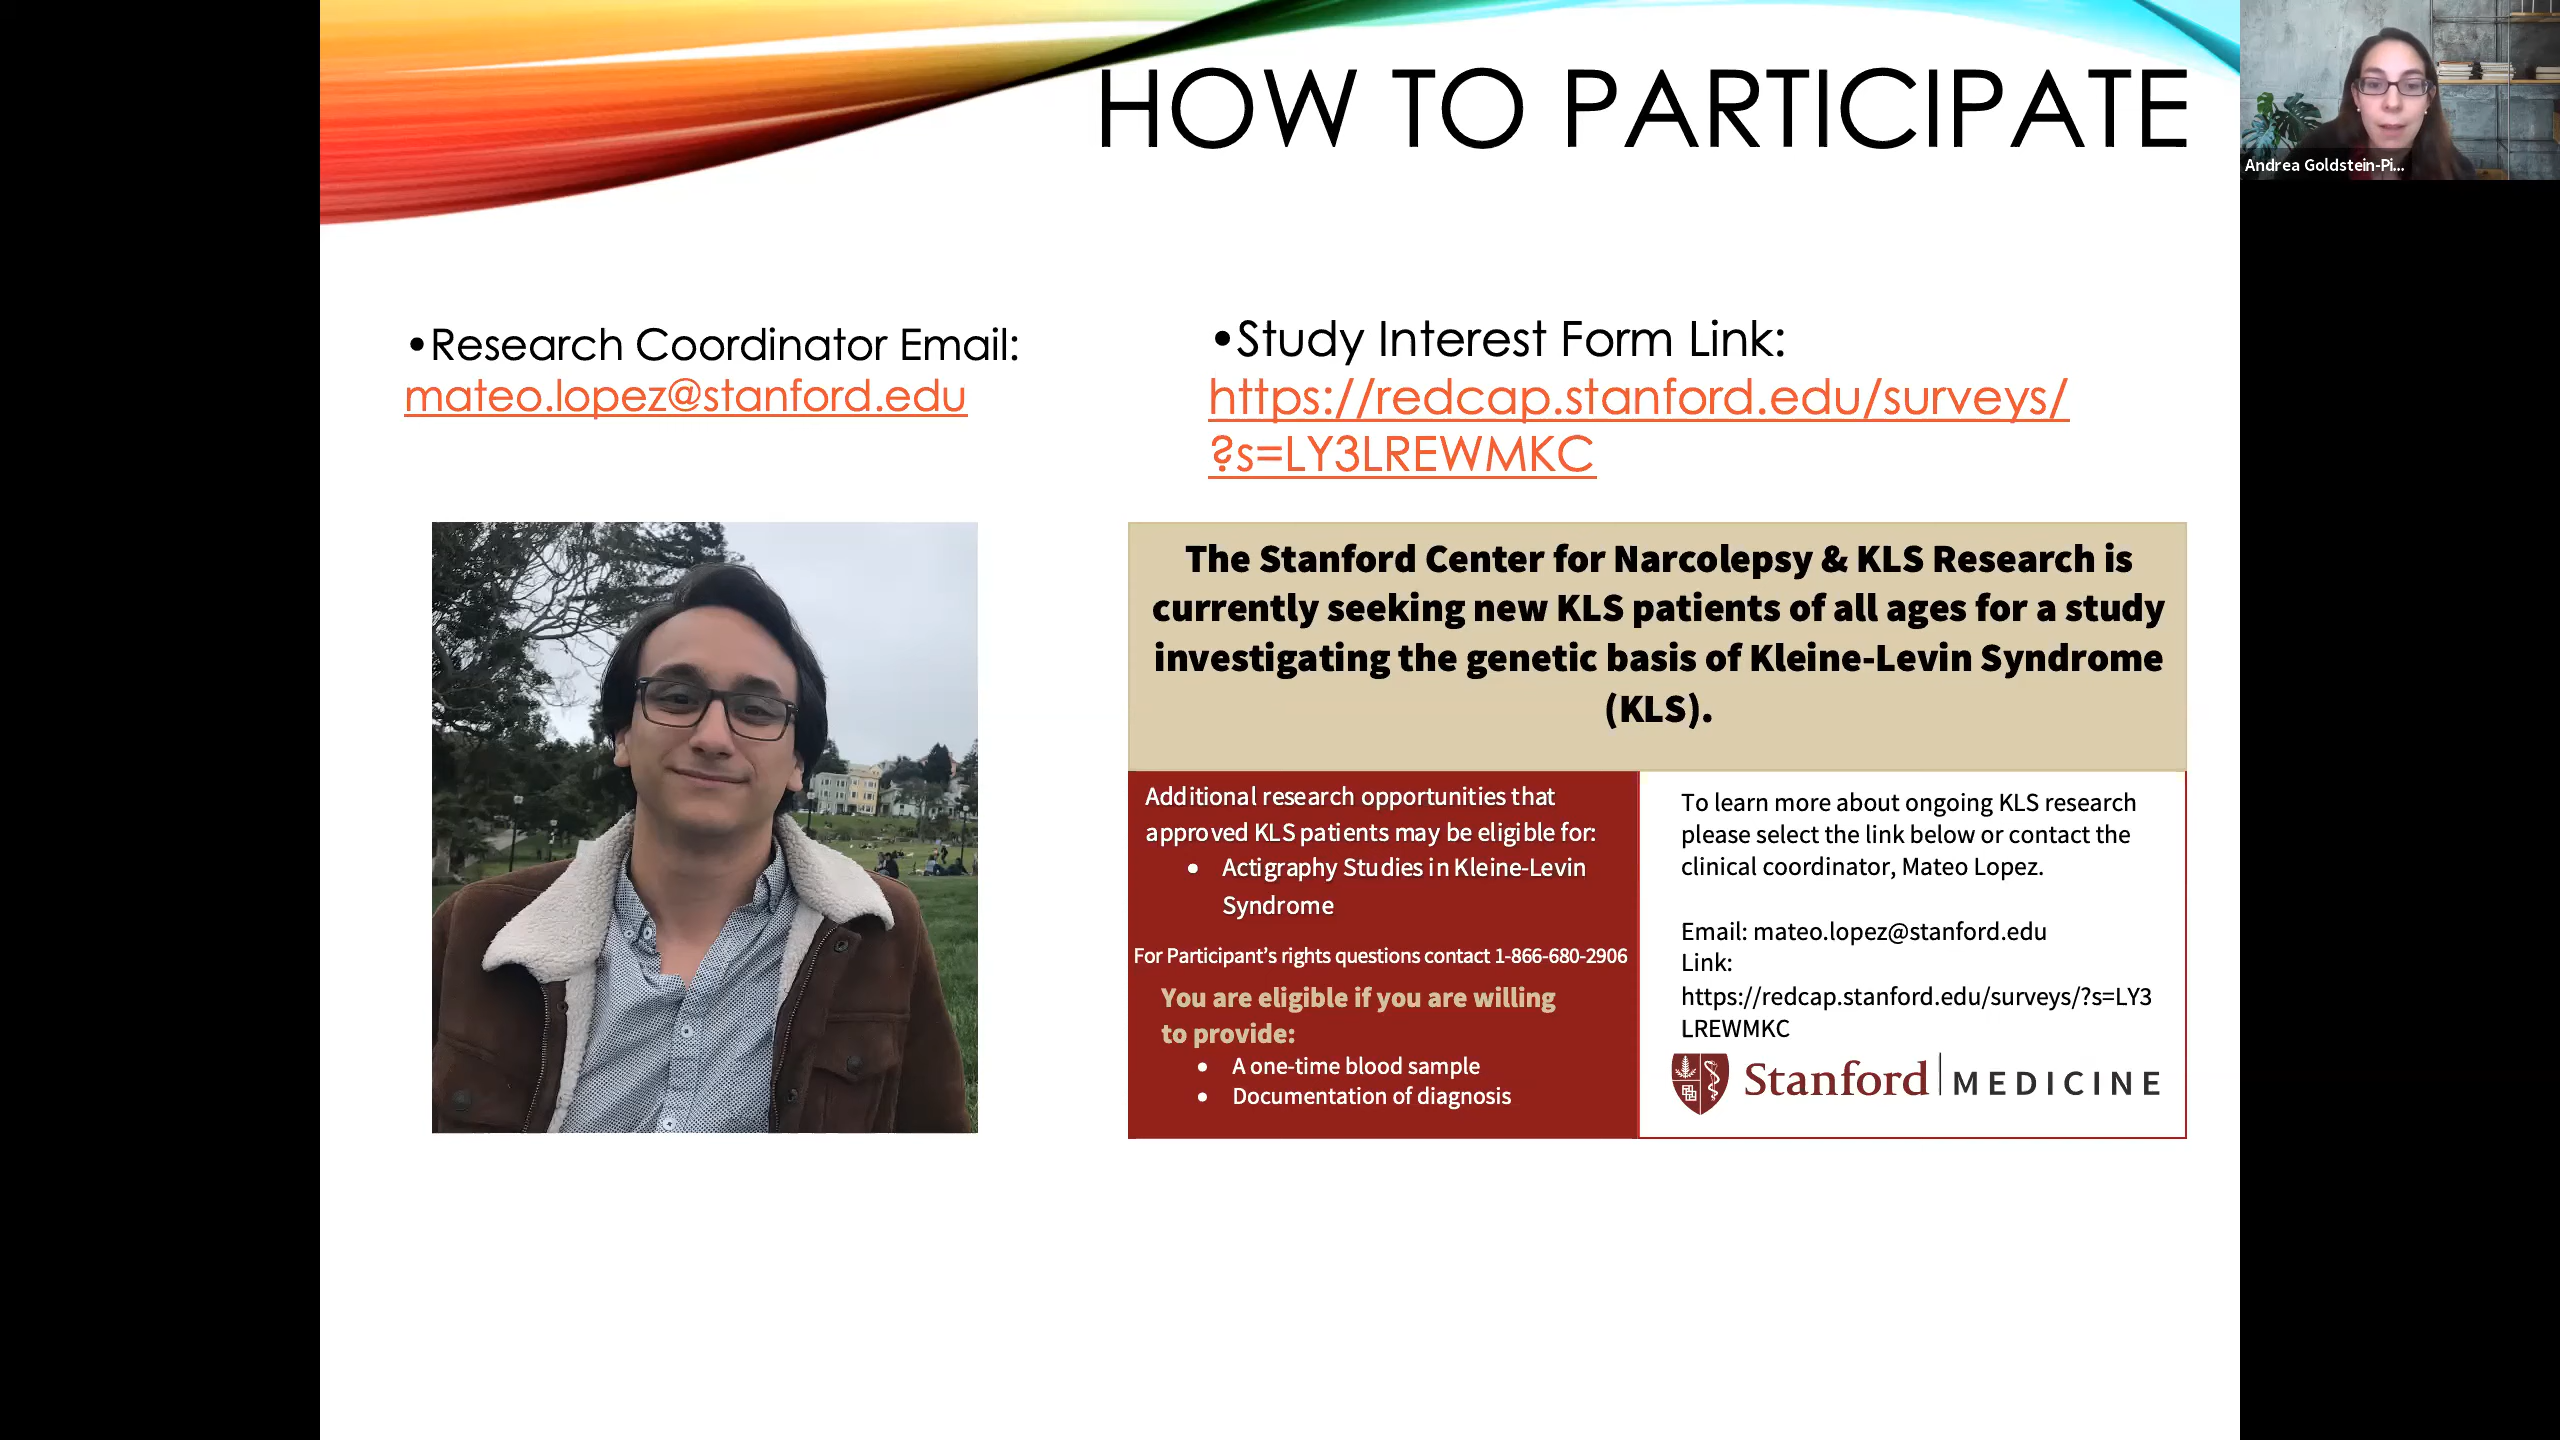 HOW TO PARTICIPATE
Andrea Goldstein-Pi...
•Research Coordinator Email:
mateo.lopez@stanford.edu
•Study Interest Form Link:
https://redcap.stanford.edu/surveys/
?s=LY3LREWMKC
The Stanford Center for Narcolepsy & KLS Research is
currently seeking new KLS patients of all ages for a study
investigating the genetic basis of Kleine-Levin Syndrome
(KLS).
Additional research opportunities that
approved KLS patients may be eligible for:
• Actigraphy Studies in Kleine-Levin
Syndrome
For Participant's rights questions contact 1-866-680-2906
You are eligible if you are willing
to provide:
• A one-time blood sample
• Documentation of diagnosis
To learn more about ongoing KLS research
please select the link below or contact the
clinical coordinator, Mateo Lopez.
Email: mateo.lopez@stanford.edu
Link:
https://redcap.stanford.edu/surveys/?s=LY3
LREWMKC
Stanford MEDICINE